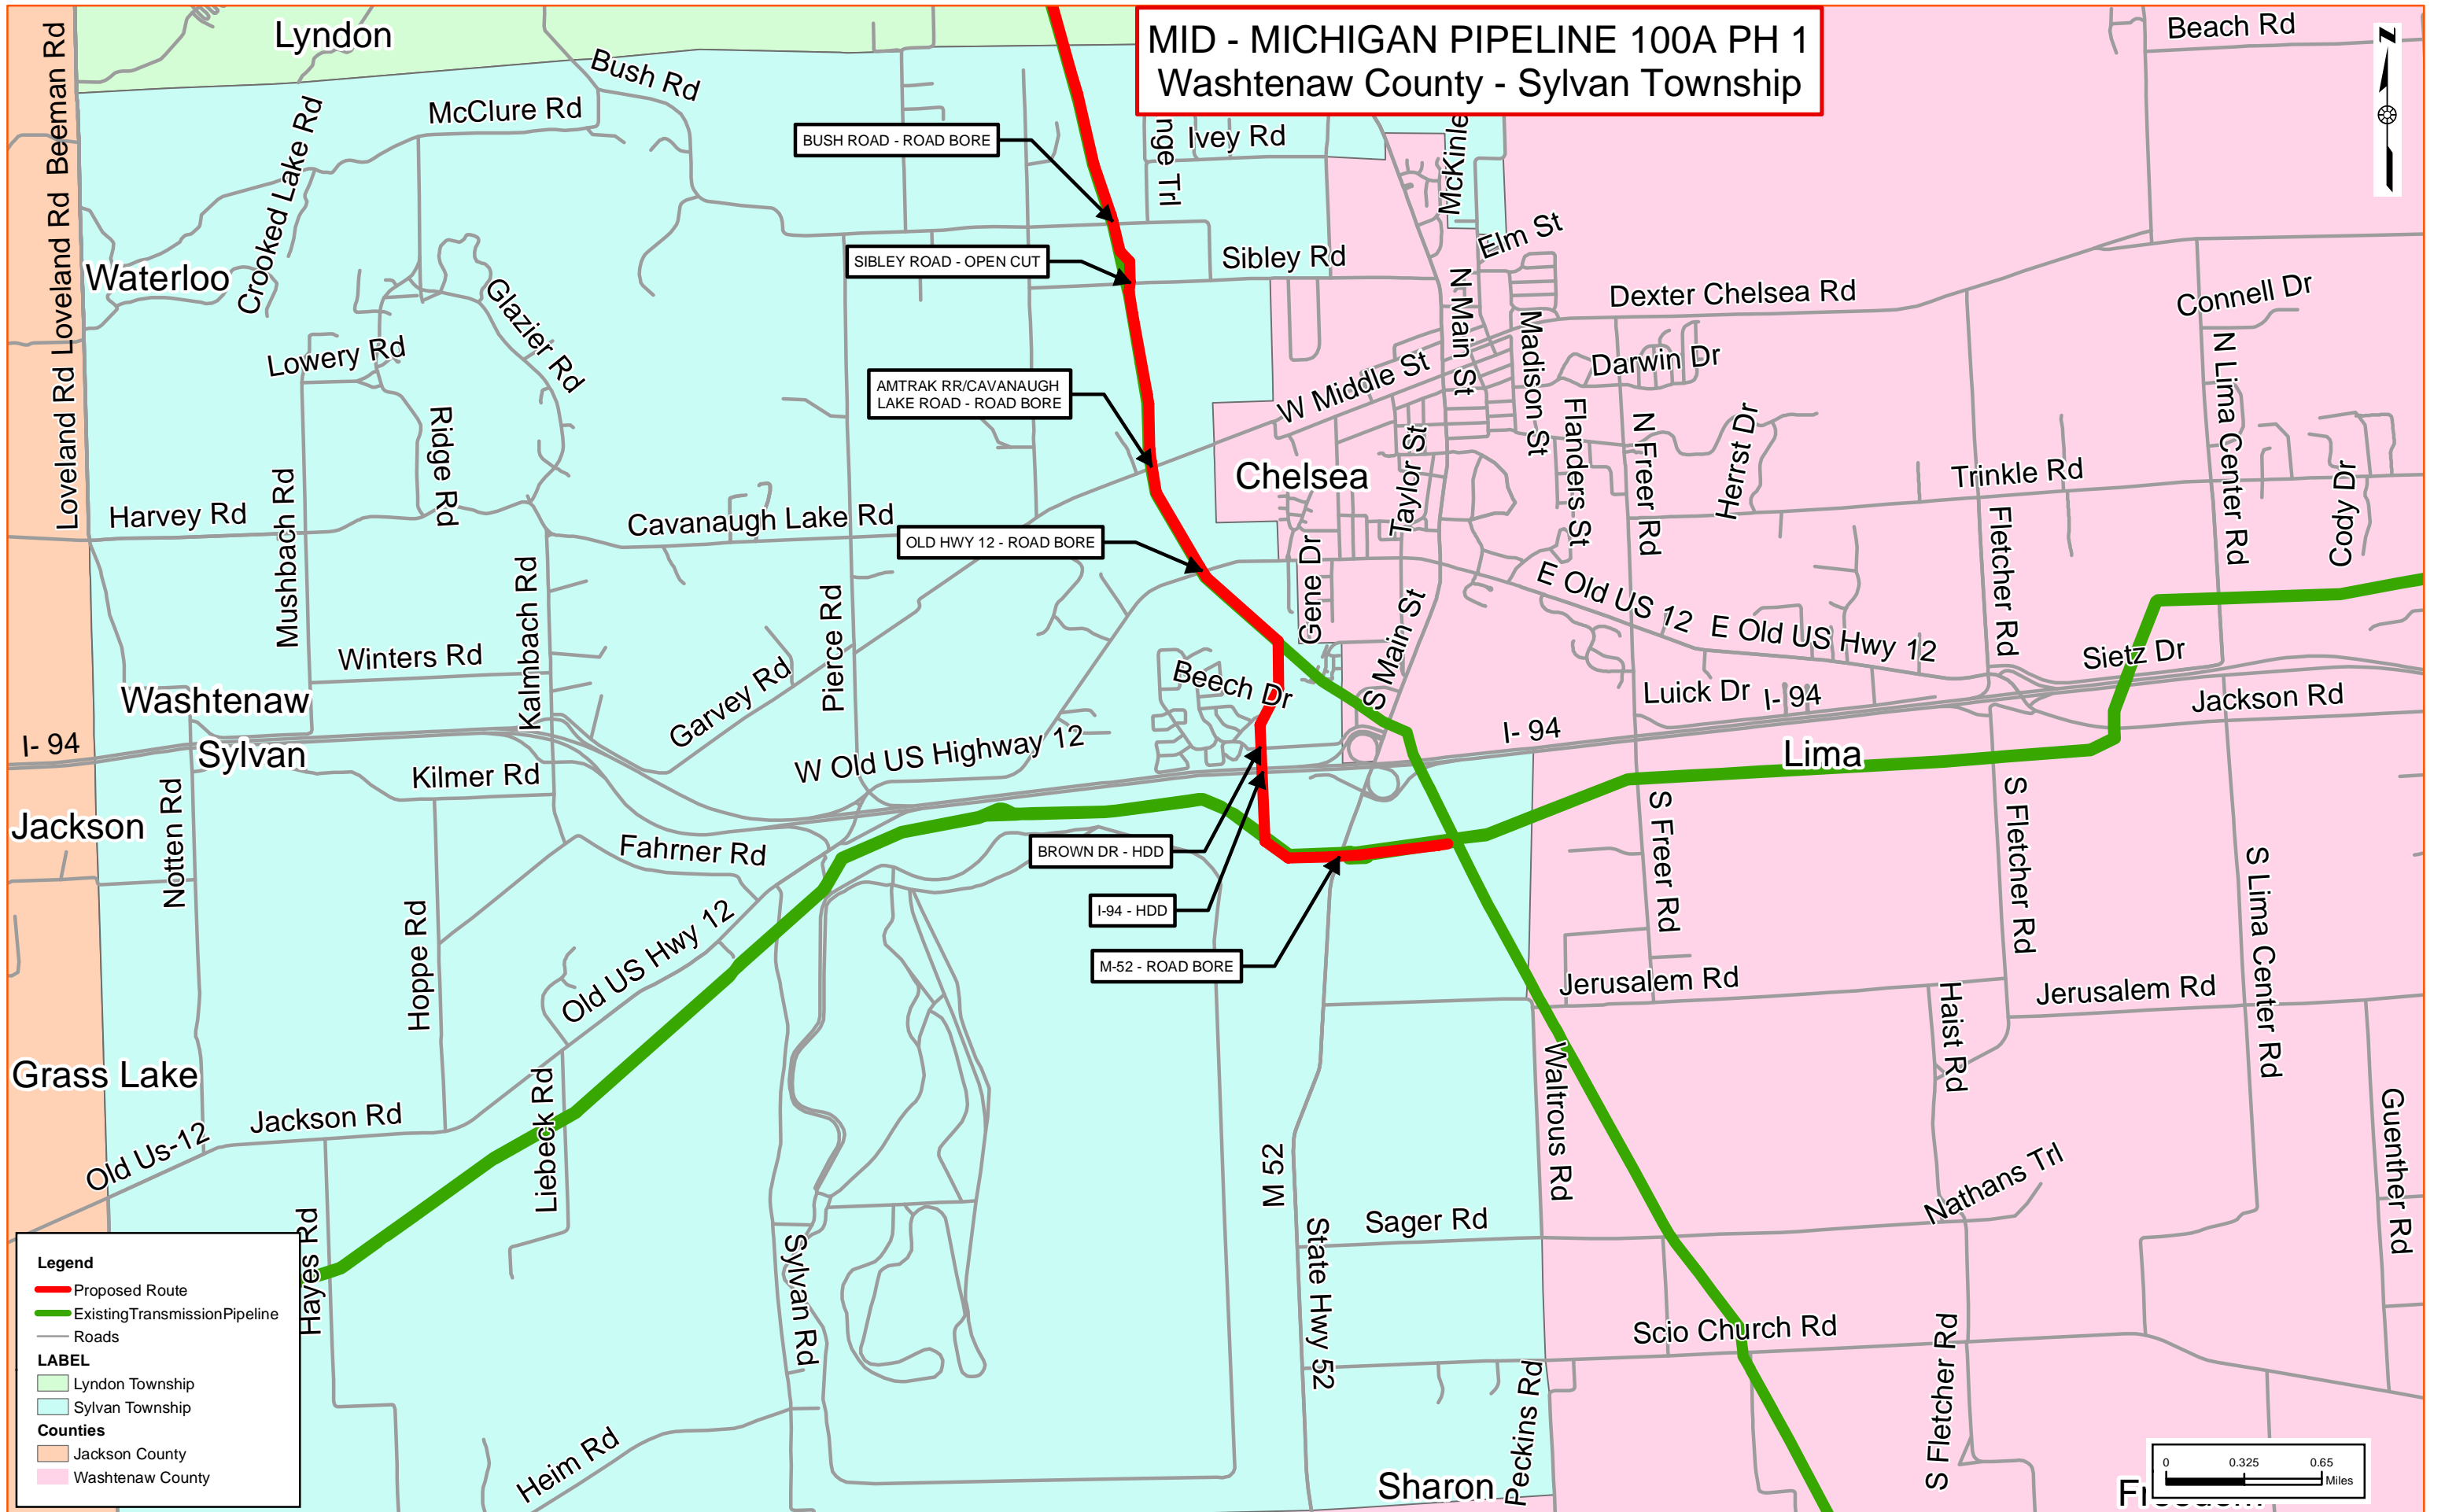 MID - MICHIGAN PIPELINE 100A PH 1
Washtenaw County - Sylvan Township
Lyndon
Beach Rd
Beeman Rd
Bush Rd
McClure Rd
Crooked Lake Rd
BUSH ROAD - ROAD BORE
nge Trl
Ivey Rd
McKinle
N
Loveland Rd
Waterloo
SIBLEY ROAD - OPEN CUT
Sibley Rd
Elm St
N Main St
Dexter Chelsea Rd
Connell Dr
Glazier Rd
Lowery Rd
Loveland Rd
Ridge Rd
AMTRAK RR/CAVANAUGH
LAKE ROAD - ROAD BORE
W Middle St
Madison St
Darwin Dr
Flanders St
N Freer Rd
Herrst Dr
N Lima Center Rd
Chelsea
Taylor St
Trinkle Rd
Copy Dr
Harvey Rd
Mushbach Rd
Cavanaugh Lake Rd
OLD HWY 12 - ROAD BORE
Kalmbach Rd
Pierce Rd
Gene Dr
E Old US 12
E Old US Hwy 12
Fletcher Rd
Winters Rd
Garvey Rd
Beech Dr
S Main St
Sietz Dr
Luick Dr
I- 94
Jackson Rd
Washtenaw
I- 94
Sylvan
W Old US Highway 12
I- 94
Lima
Kilmer Rd
Jackson
Notten Rd
Fahrner Rd
BROWN DR - HDD
S Freer Rd
S Fletcher Rd
S Lima Center Rd
I-94 - HDD
Hoppe Rd
Old US Hwy 12
M-52 - ROAD BORE
Jerusalem Rd
Haist Rd
Jerusalem Rd
Grass Lake
Liebeck Rd
Waltrous Rd
Guenther Rd
Jackson Rd
Old Us-12
M 52
Nathans Trl
Sager Rd
Hayes Rd
Sylvan Rd
State Hwy 52
Scio Church Rd
S Fletcher Rd
Peckins Rd
Heim Rd
Sharon
Legend
Proposed Route
ExistingTransmissionPipeline
Roads
LABEL
Lyndon Township
Sylvan Township
Counties
Jackson County
Washtenaw County
0 0.325 0.65
Miles